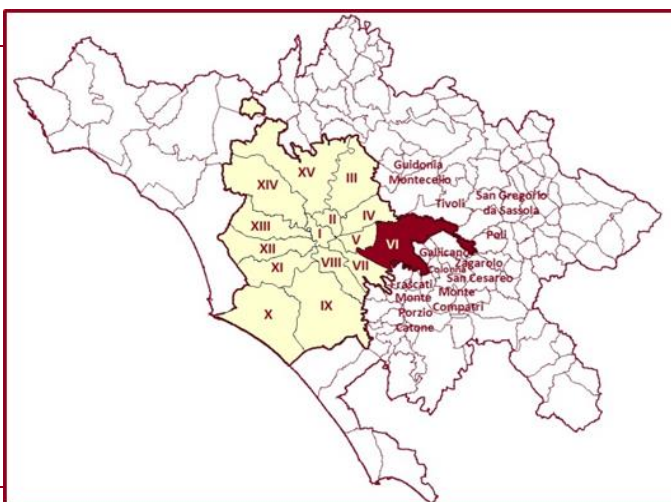 Guidonia
Montecelio
XV
III
XIV
Tivoli
San Gregorio
da Sassola
II
IV
XIII
I
V
Poli
VI
XII
Gallicano
Zagarolo
VIII
VII
Colonna
XI
San Cesareo
Frascati
Monte
Monte
Compatri
Porzio
Catone
X
IX